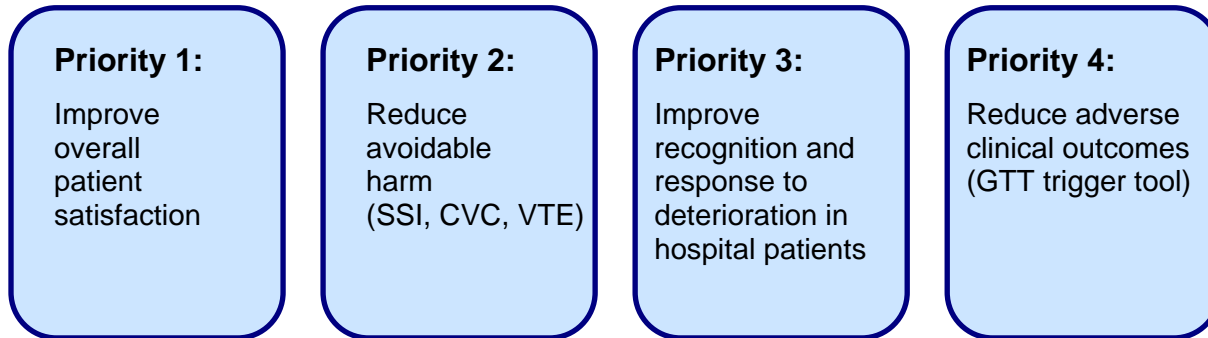 Priority 1:
Improve
overall
patient
satisfaction
Priority 2:
Reduce
avoidable
harm
(SSI, CVC, VTE)
Priority 3:
Improve
recognition and
response to
deterioration in
hospital patients
Priority 4:
Reduce adverse
clinical outcomes
(GTT trigger tool)